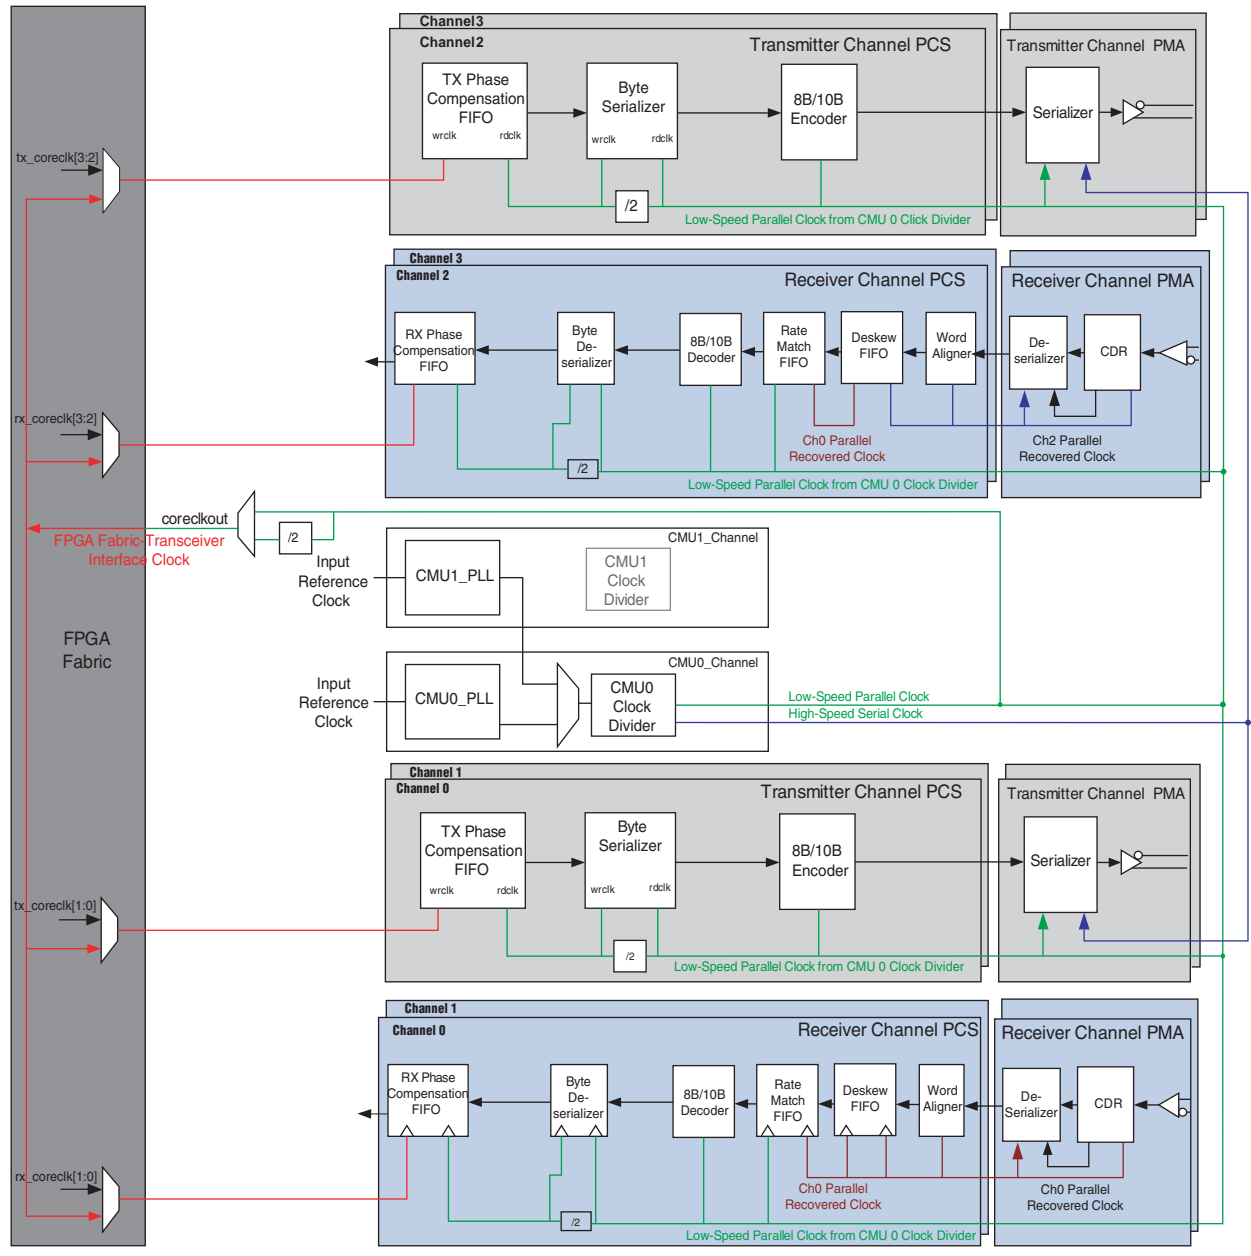 Channel3
Channel2
Transmitter Channel PCS
Transmitter Channel PMA
TX Phase
Compensation
FIFO
wrclk
rdclk
Byte
Serializer
wrclk
rdclk
8B/10B
Encoder
Serializer
tx_coreclk[3:2]
/2
Low-Speed Parallel Clock from CMU 0 Click Divider
Channel 3
Channel 2
Receiver Channel PCS
Receiver Channel PMA
RX Phase
Compensation
FIFO
Byte
De-
serializer
8B/10B
Decoder
Rate
Match
FIFO
Deskew
FIFO
Word
Aligner
De-
serializer
CDR
rx_coreclk[3:2]
Ch0 Parallel
Recovered Clock
Ch2 Parallel
Recovered Clock
/2
Low-Speed Parallel Clock from CMU 0 Clock Divider
coreclkout
/2
FPGA Fabric-Transceiver
Interface Clock
Input
Reference
Clock
CMU1_PLL
CMU1
Clock
Divider
CMU1_Channel
FPGA
Fabric
Input
Reference
Clock
CMU0_PLL
CMU0
Clock
Divider
CMU0_Channel
Low-Speed Parallel Clock
High-Speed Serial Clock
Channel 1
Channel 0
Transmitter Channel PCS
Transmitter Channel PMA
TX Phase
Compensation
FIFO
wrclk
rdclk
Byte
Serializer
wrclk
rdclk
8B/10B
Encoder
Serializer
tx_coreclk[1:0]
/2
Low-Speed Parallel Clock from CMU 0 Clock Divider
Channel 1
Channel 0
Receiver Channel PCS
Receiver Channel PMA
RX Phase
Compensation
FIFO
Byte
De-
serializer
8B/10B
Decoder
Rate
Match
FIFO
Deskew
FIFO
Word
Aligner
De-
Serializer
CDR
rx_coreclk[1:0]
Ch0 Parallel
Recovered Clock
Ch0 Parallel
Recovered Clock
/2
Low-Speed Parallel Clock from CMU 0 Clock Divider